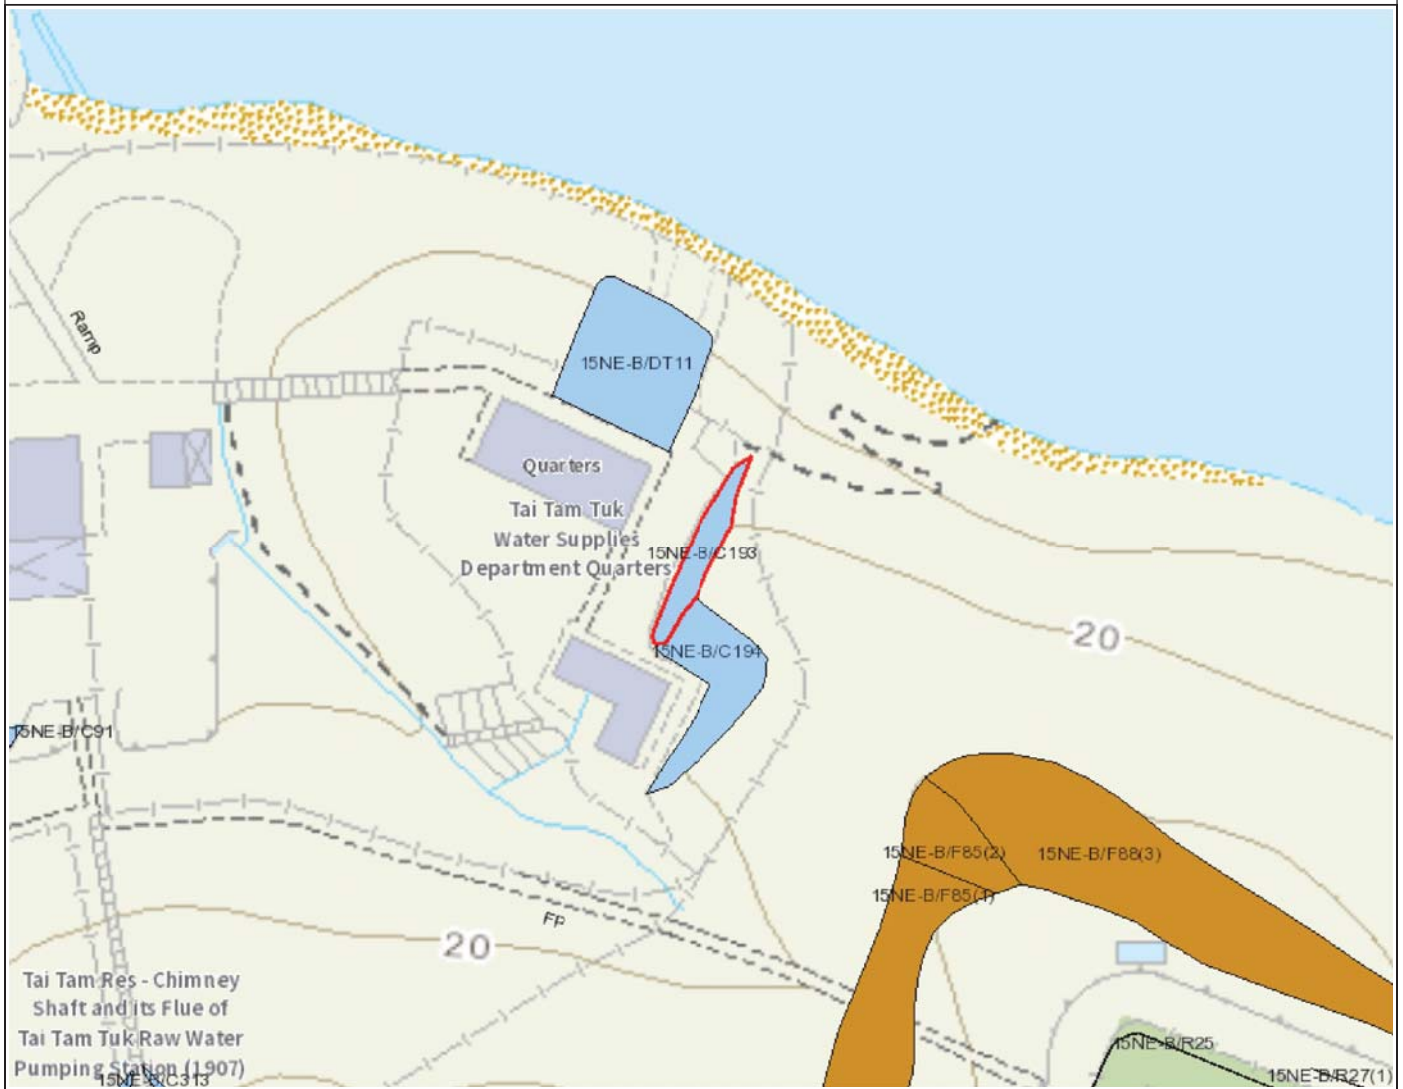 Ramp
15NE-B/DT11
Quarters
Tai Tam Tuk
Water Supplies
Department Quarters
15NE-B/C193
20
15NE-B/C194
15NE-B/C91
15NE-B/F85(2)
15NE-B/F88(3)
15NE-B/F85(1)
Fp
20
Tai Tam Res - Chimney
Shaft and its Flue of
Tai Tam Tuk Raw Water
Pumping Station (1907)
15NE-B/C313
15NE-B/R25
15NE-B/R27(1)